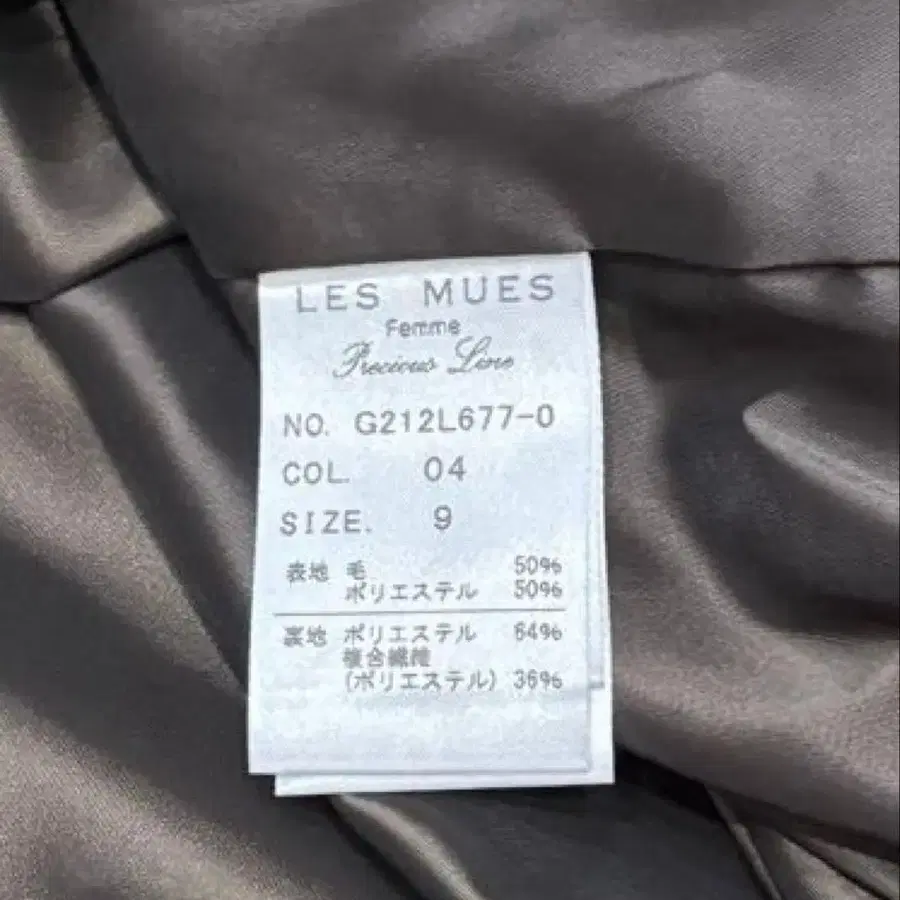 LES MUES
Femme
Precious Line
NO. G212L677-0
COL. 04
SIZE. 9
表地 毛 50%
ポリエステル 50%
裏地 ポリエステル 64%
複合繊維
(ポリエステル) 36%